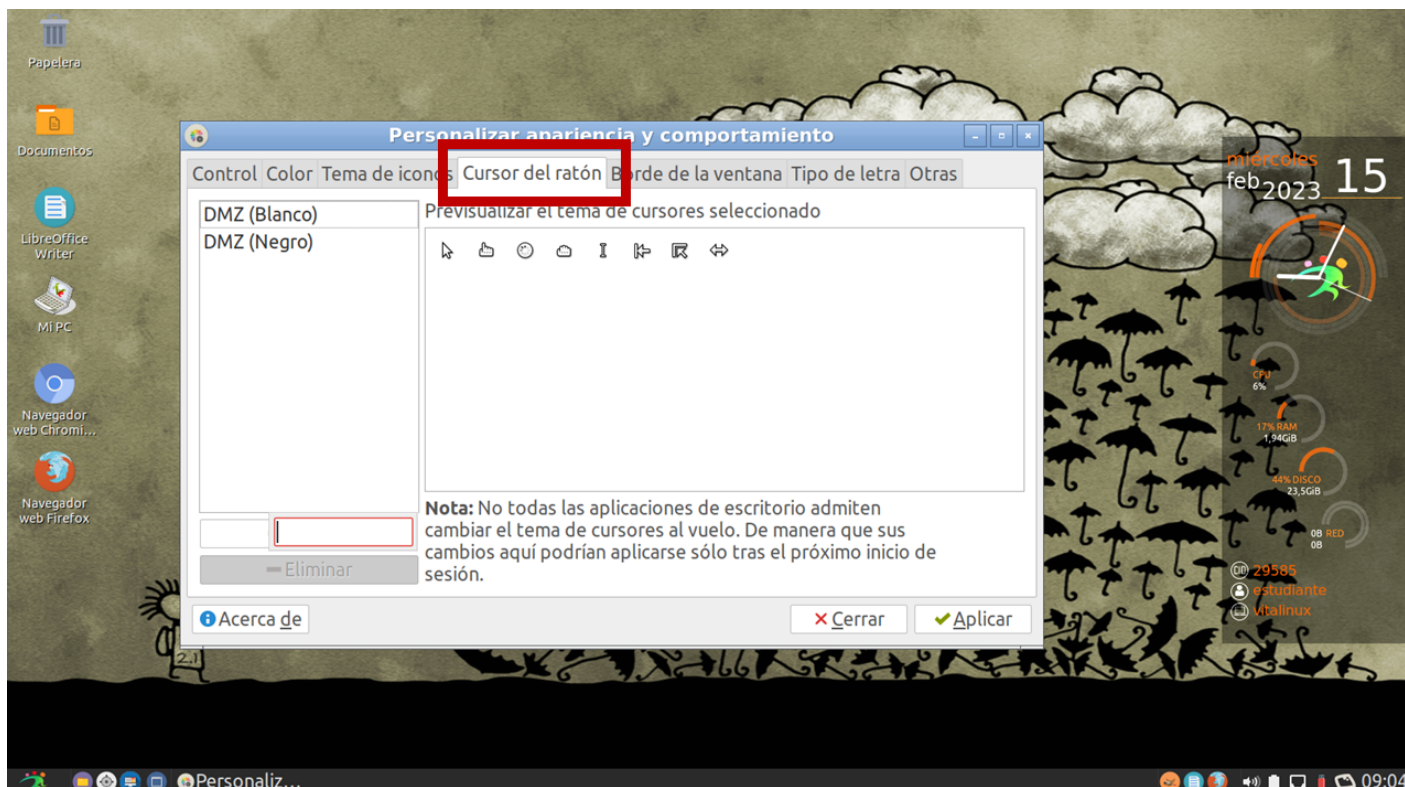 Papelera
Documentos
LibreOffice
Writer
Mi PC
Navegador
web Chromi...
Navegador
web Firefox
Personalizar apariencia y comportamiento
Control Color Tema de iconos Cursor del ratón Borde de la ventana Tipo de letra Otras
DMZ (Blanco)
DMZ (Negro)
Previsualizar el tema de cursores seleccionado
Nota: No todas las aplicaciones de escritorio admiten
cambiar el tema de cursores al vuelo. De manera que sus
cambios aquí podrían aplicarse sólo tras el próximo inicio de
sesión.
Eliminar
Acerca de
Cerrar
Aplicar
miércoles
feb 2023 15
CPU
6%
17% RAM
1,94GiB
44% DISCO
23,5GiB
0B RED
0B
29585
estudiante
vitalinux
2.1
Personaliz...
09:04